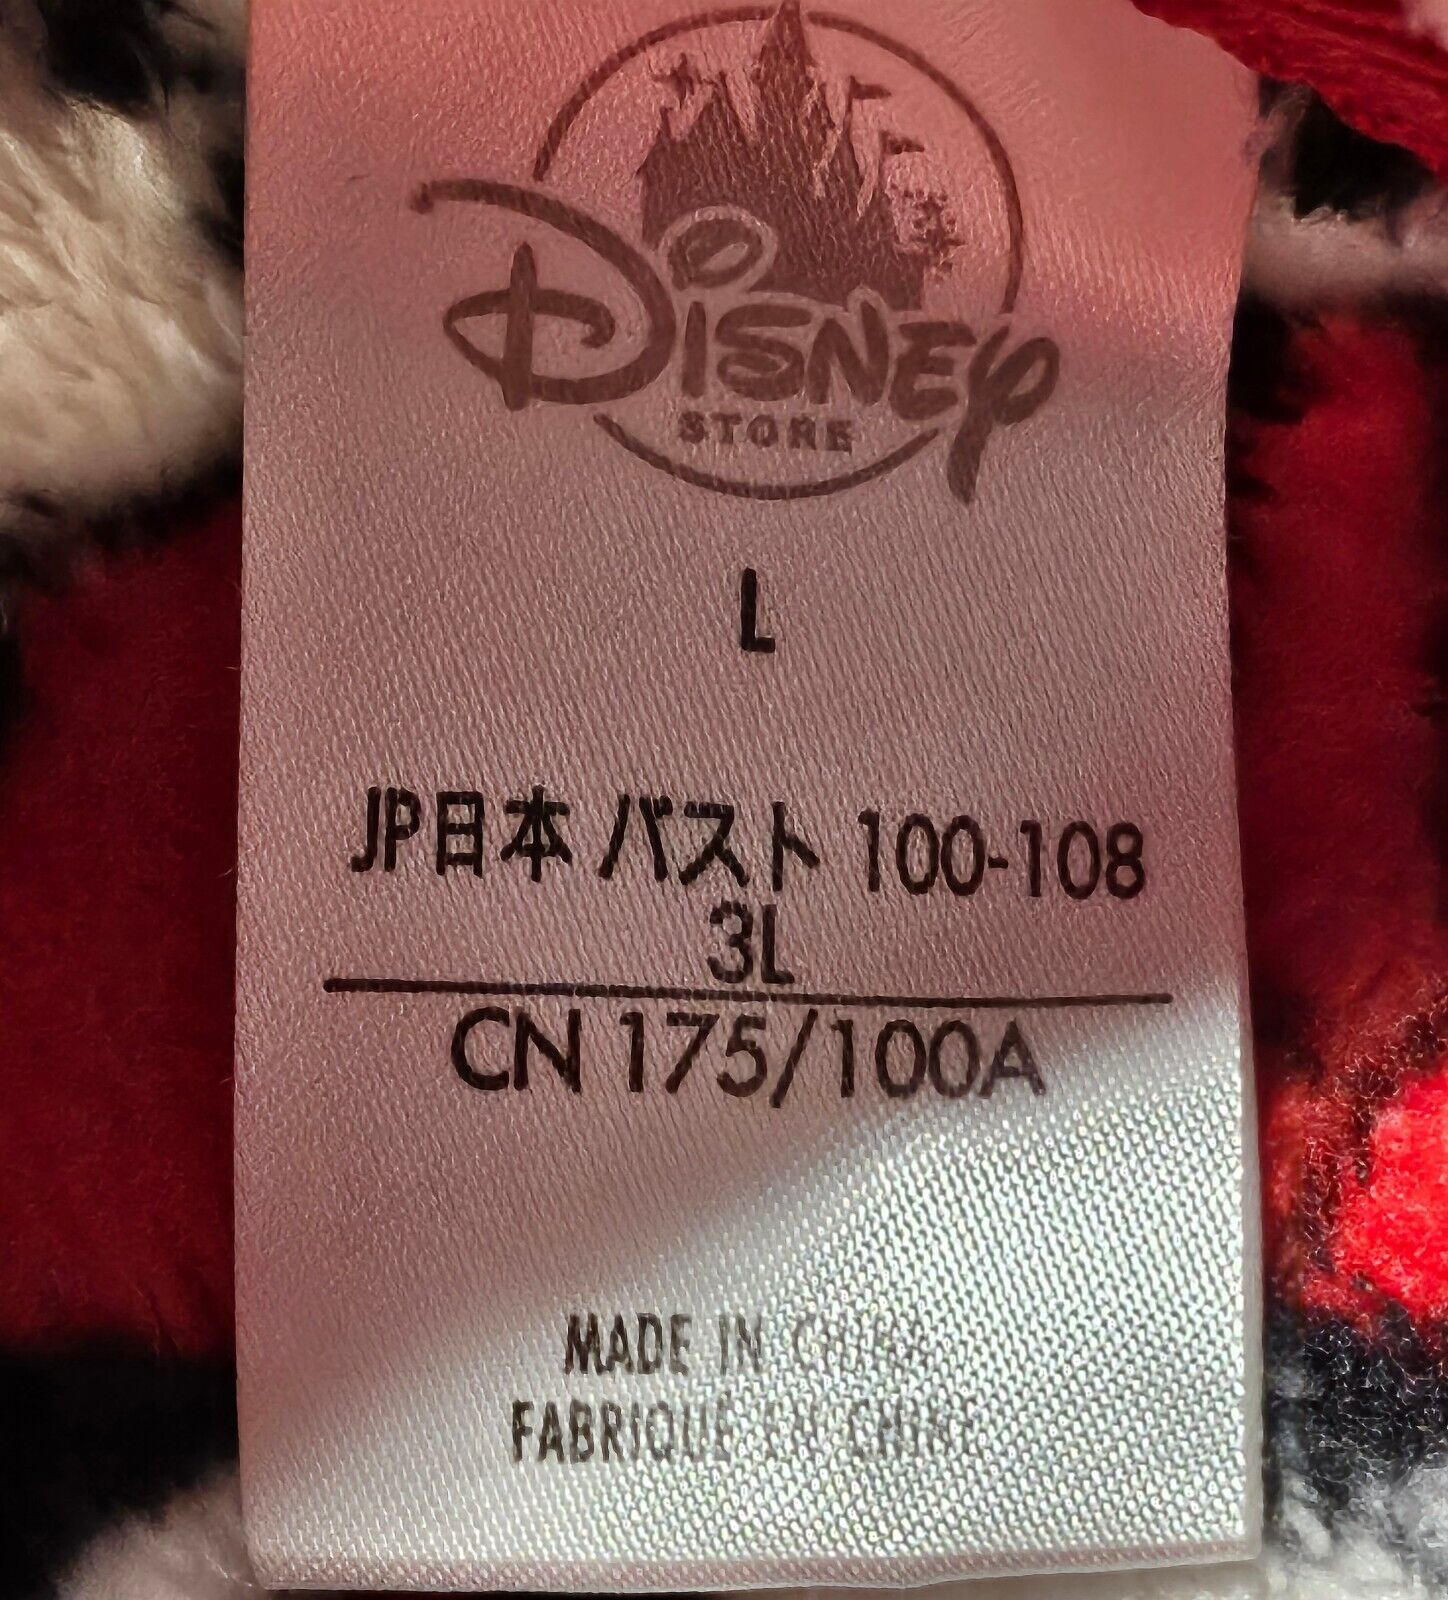 Disney
STORE
L
JP日本 バスト 100-108
3L
CN 175/100A
MADE IN CHINA
FABRIQUÉ EN CHINE